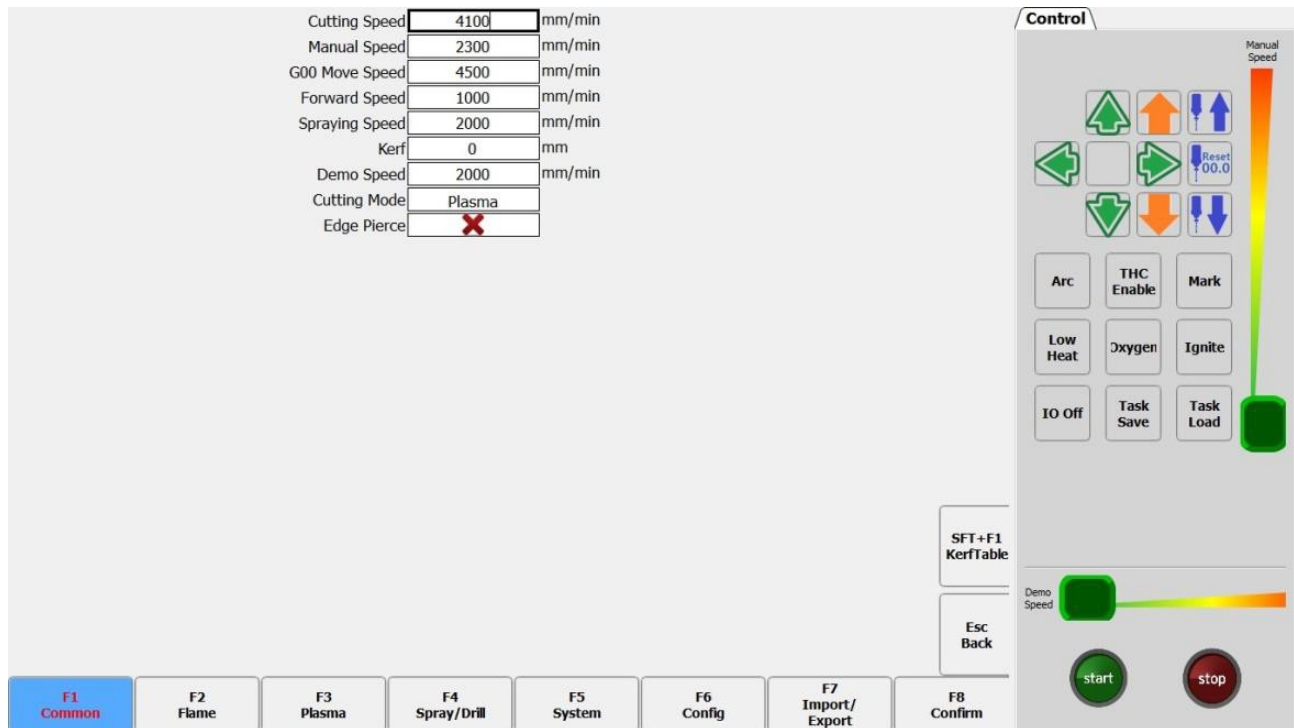 Cutting Speed 4100 mm/min
Manual Speed 2300 mm/min
G00 Move Speed 4500 mm/min
Forward Speed 1000 mm/min
Spraying Speed 2000 mm/min
Kerf 0 mm
Demo Speed 2000 mm/min
Cutting Mode Plasma
Edge Pierce
SFT+F1
KerfTable
Esc
Back
F1
Common
F2
Flame
F3
Plasma
F4
Spray/Drill
F5
System
F6
Config
F7
Import/
Export
F8
Confirm
Control
Manual
Speed
Reset
00.0
Arc
THC
Enable
Mark
Low
Heat
Oxygen
Ignite
IO Off
Task
Save
Task
Load
Demo
Speed
start
stop